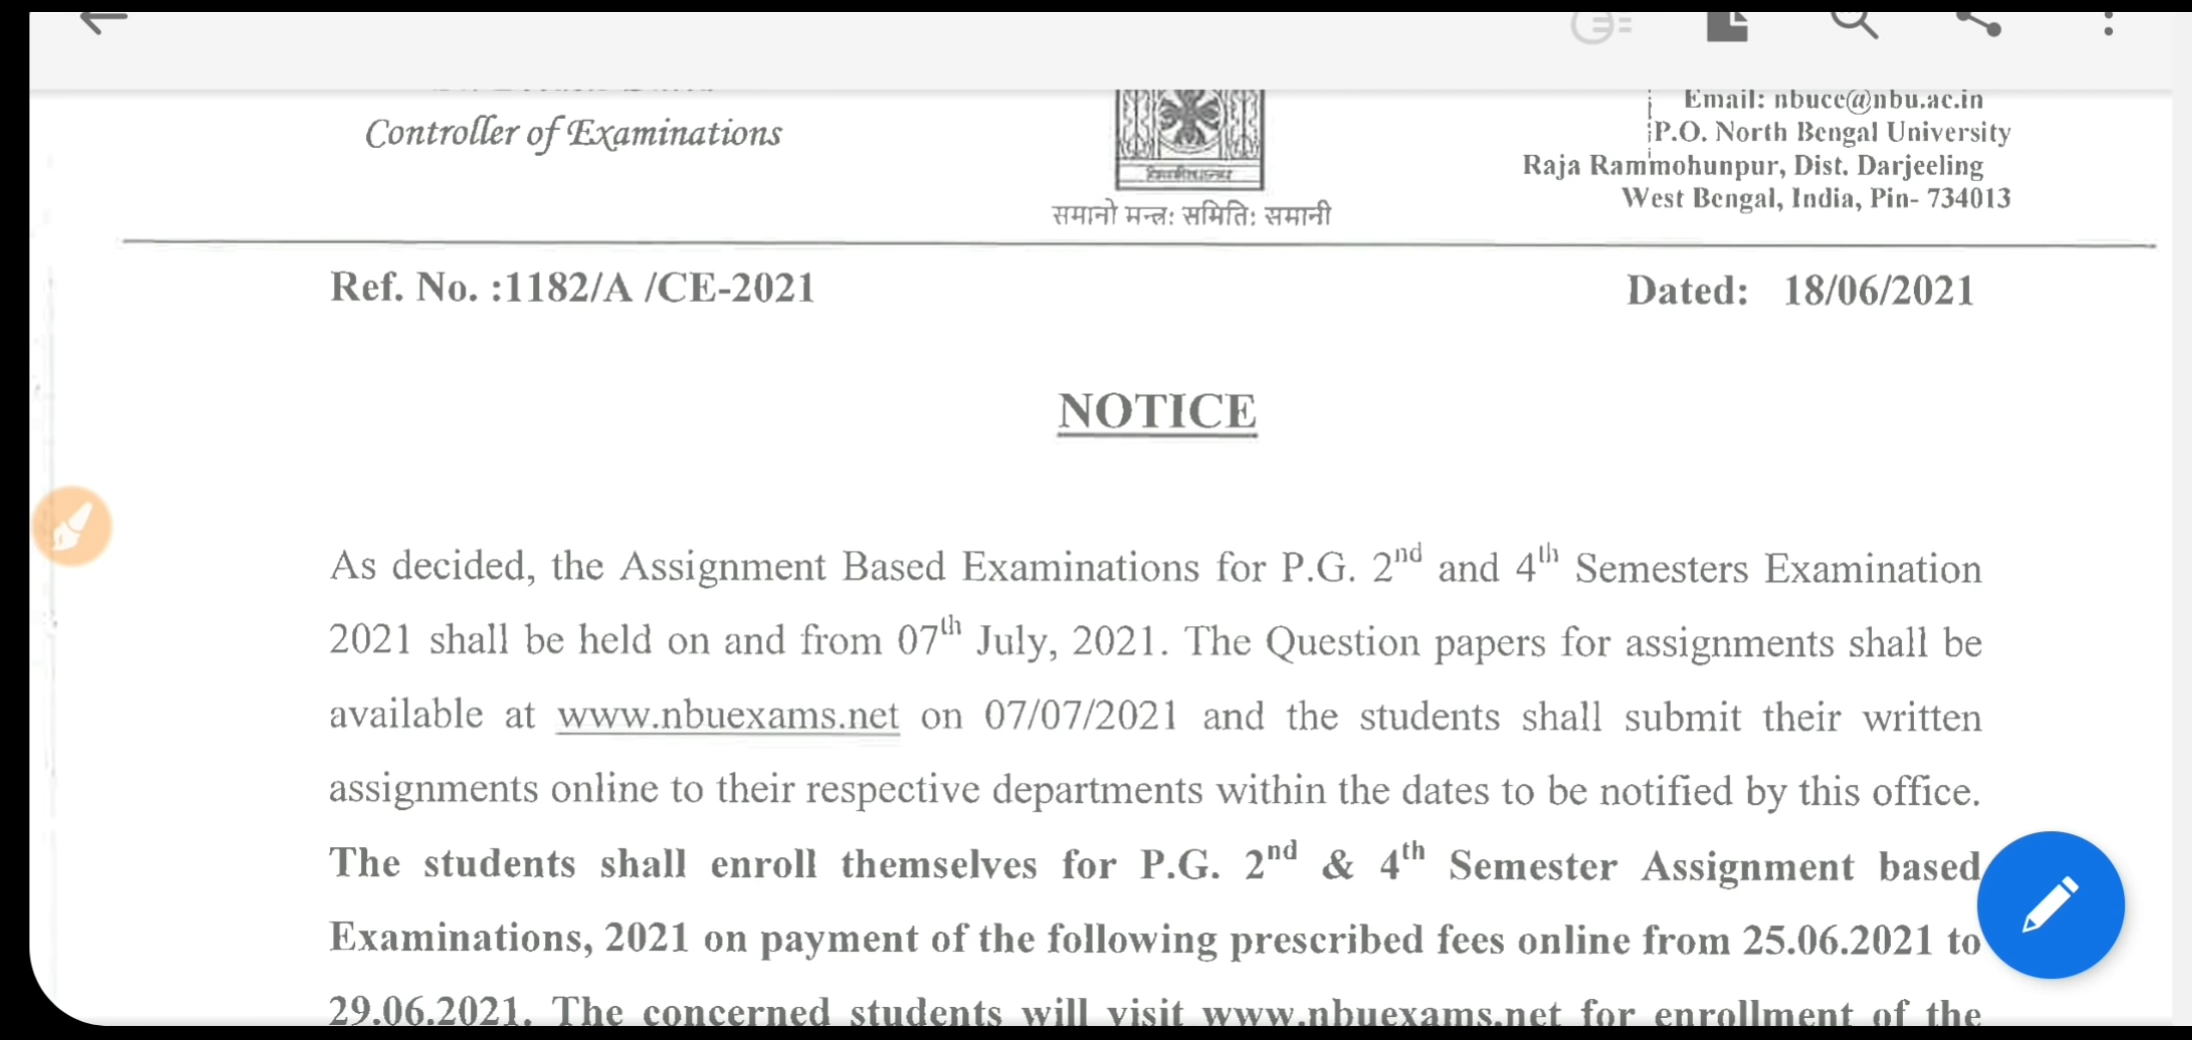 Controller of Examinations
समानो मन्त्र: समिति: समानी
Email: nbuce@nbu.ac.in
P.O. North Bengal University
Raja Rammohunpur, Dist. Darjeeling
West Bengal, India, Pin- 734013
Ref. No. :1182/A /CE-2021 Dated: 18/06/2021
NOTICE
As decided, the Assignment Based Examinations for P.G. 2nd and 4th Semesters Examination
2021 shall be held on and from 07th July, 2021. The Question papers for assignments shall be
available at www.nbuexams.net on 07/07/2021 and the students shall submit their written
assignments online to their respective departments within the dates to be notified by this office.
The students shall enroll themselves for P.G. 2nd & 4th Semester Assignment based
Examinations, 2021 on payment of the following prescribed fees online from 25.06.2021 to
29.06.2021. The concerned students will visit www.nbuexams.net for enrollment of the